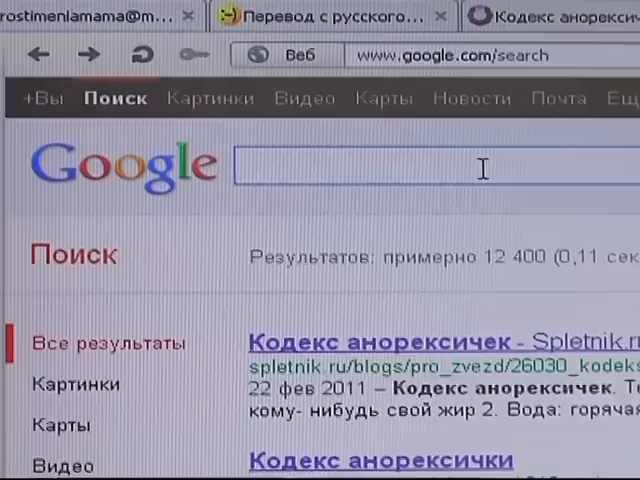 rostimeniamama@m...
Перевод с русского...
Кодекс анорекси
Веб
www.google.com/search
+Вы Поиск Картинки Видео Карты Новости Почта Ещ
Google
Поиск
Результатов: примерно 12 400 (0,11 сек
Все результаты
Картинки
Карты
Видео
Кодекс анорексичек - Spletnik.ru
spletnik.ru/blogs/pro_zvezd/26030_kodeks
22 фев 2011 – Кодекс анорексичек. Те
кому- нибудь свой жир 2. Вода: горячая
Кодекс анорексички